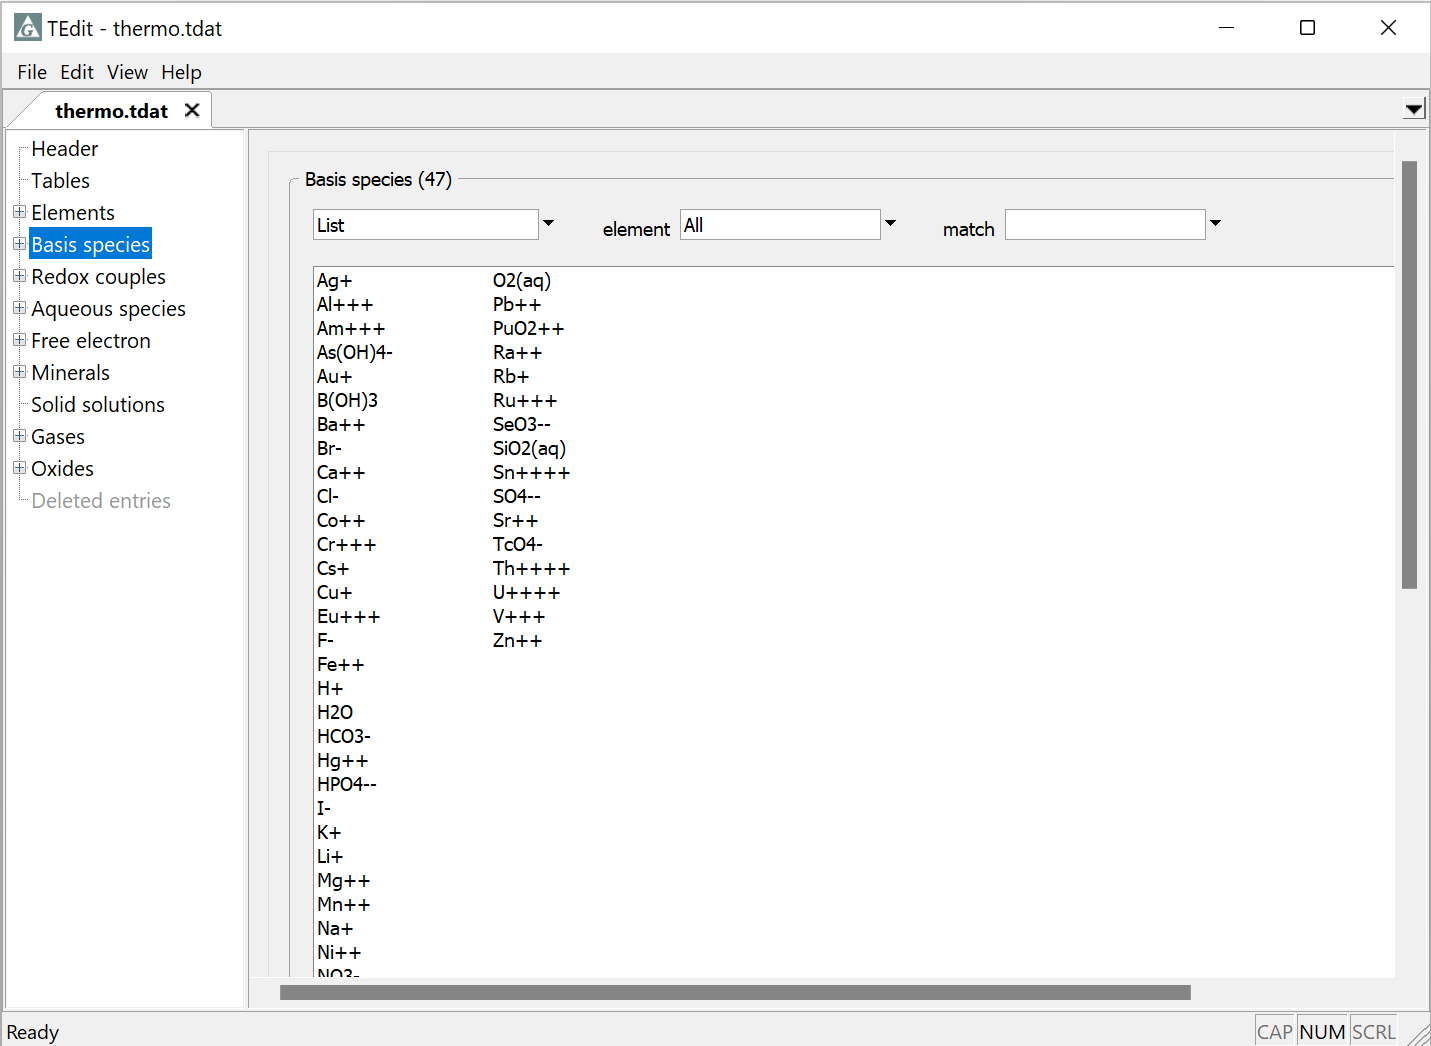 TEdit - thermo.tdat
File Edit View Help
thermo.tdat
Header
Tables
Elements
Basis species
Redox couples
Aqueous species
Free electron
Minerals
Solid solutions
Gases
Oxides
Deleted entries
Basis species (47)
List element All match
Ag+
Al+++
Am+++
As(OH)4-
Au+
B(OH)3
Ba++
Br-
Ca++
Cl-
Co++
Cr+++
Cs+
Cu+
Eu+++
F-
Fe++
H+
H2O
HCO3-
Hg++
HPO4--
I-
K+
Li+
Mg++
Mn++
Na+
Ni++
NO3-
O2(aq)
Pb++
PuO2++
Ra++
Rb+
Ru+++
SeO3--
SiO2(aq)
Sn++++
SO4--
Sr++
TcO4-
Th++++
U++++
V+++
Zn++
Ready
CAP NUM SCRL